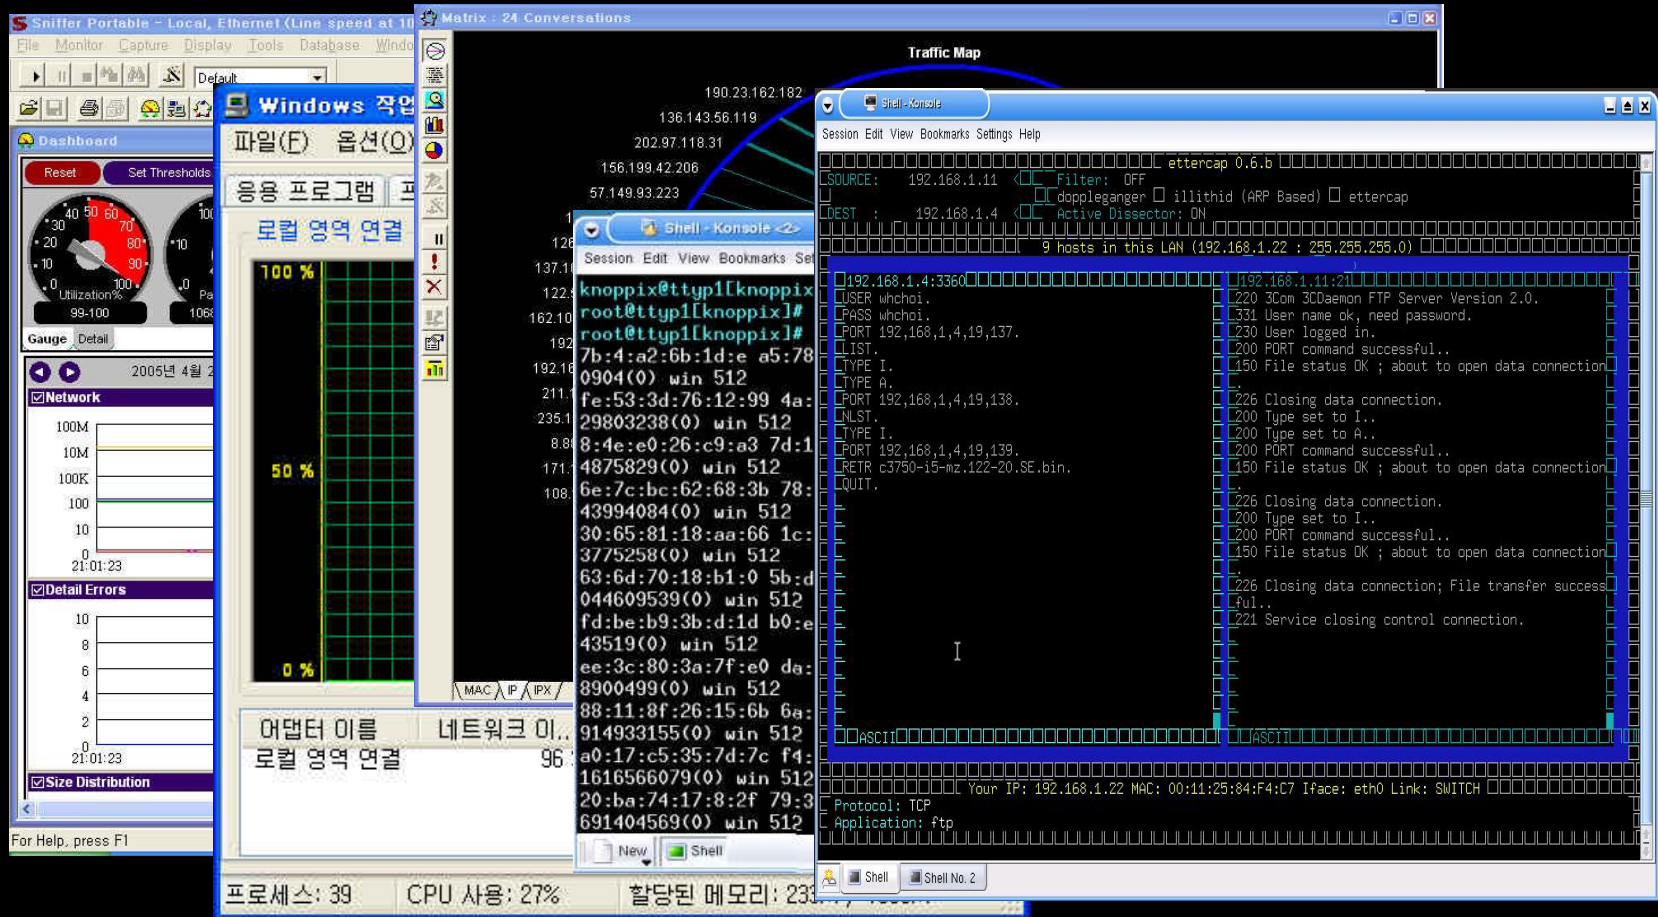 Sniffer Portable - Local, Ethernet (Line speed at 10
File Monitor Capture Display Tools Database Windo
Default
Dashboard
Reset
Set Thresholds
0
10
20
30
40
50
60
70
80
90
100
Utilization%
99-100
0
10
100
Pa
1068
Gauge
Detail
2005년 4월 2
Network
100M
10M
100K
100
10
0
21:01:23
Detail Errors
10
8
6
4
2
0
21:01:23
Size Distribution
For Help, press F1
Windows 작업
파일(F) 옵션(O)
응용 프로그램
로컬 영역 연결
100 %
50 %
0 %
어댑터 이름
네트워크 이..
로컬 영역 연결
96
프로세스: 39
CPU 사용: 27%
할당된 메모리: 233
Matrix : 24 Conversations
Traffic Map
190.23.162.182
136.143.56.119
202.97.118.31
156.199.42.206
57.149.93.223
1
126
137.1
122.
162.10
192
192.16
211.
235.1
8.8
171.
108.
MAC
IP
IPX
Shell - Konsole <2>
Session Edit View Bookmarks Set
knoppix@ttyp1[knoppix
root@ttyp1[knoppix]#
root@ttyp1[knoppix]#
7b:4:a2:6b:1d:e a5:78
0904(0) win 512
fe:53:3d:76:12:99 4a:
29803238(0) win 512
8:4e:e0:26:c9:a3 7d:1
4875829(0) win 512
6e:7c:bc:62:68:3b 78:
43994084(0) win 512
30:65:81:18:aa:66 1c:
3775258(0) win 512
63:6d:70:18:b1:0 5b:d
044609539(0) win 512
fd:be:b9:3b:d:1d b0:e
43519(0) win 512
ee:3c:80:3a:7f:e0 da:
8900499(0) win 512
88:11:8f:26:15:6b 6a:
914933155(0) win 512
a0:17:c5:35:7d:7c f4:
1616566079(0) win 512
20:ba:74:17:8:2f 79:3
691404569(0) win 512
New
Shell
Shell - Konsole
Session Edit View Bookmarks Settings Help
ettercap 0.6.b
SOURCE: 192.168.1.11 < Filter: OFF
doppleganger illithid (ARP Based) ettercap
DEST : 192.168.1.4 < Active Dissector: ON
9 hosts in this LAN (192.168.1.22 : 255.255.255.0)
192.168.1.4:3360
USER whchoi.
PASS whchoi.
PORT 192,168,1,4,19,137.
LIST.
TYPE I.
TYPE A.
PORT 192,168,1,4,19,138.
NLST.
TYPE I.
PORT 192,168,1,4,19,139.
RETR c3750-i5-mz.122-20.SE.bin.
QUIT.
ASCII
192.168.1.11:21
220 3Com 3CDaemon FTP Server Version 2.0.
331 User name ok, need password.
230 User logged in.
200 PORT command successful..
150 File status OK ; about to open data connection
.
226 Closing data connection.
200 Type set to I..
200 Type set to A..
200 PORT command successful..
150 File status OK ; about to open data connection
.
226 Closing data connection.
200 Type set to I..
200 PORT command successful..
150 File status OK ; about to open data connection
.
226 Closing data connection; File transfer success
ful..
221 Service closing control connection.
ASCII
Your IP: 192.168.1.22 MAC: 00:11:25:84:F4:C7 Iface: eth0 Link: SWITCH
Protocol: TCP
Application: ftp
Shell
Shell No. 2